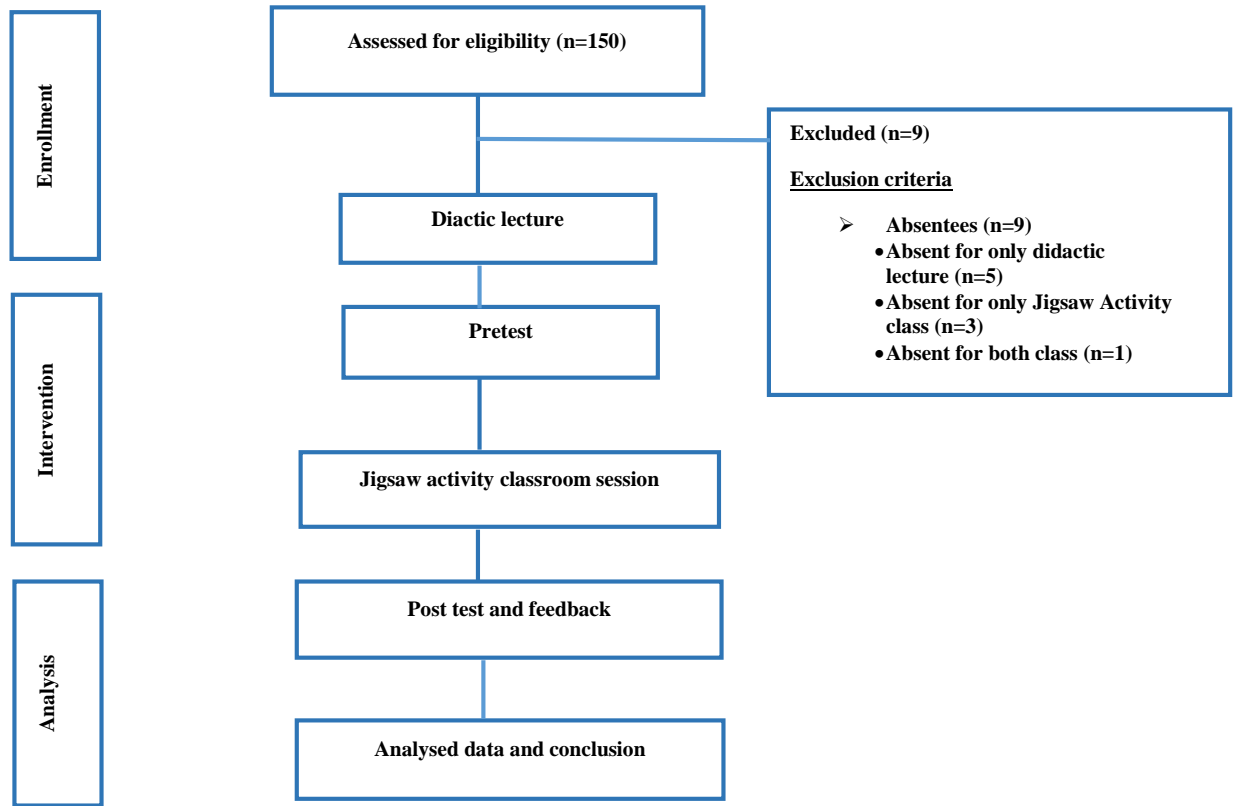 Enrollment
Assessed for eligibility (n=150)
Excluded (n=9)
Exclusion criteria
➢ Absentees (n=9)
•Absent for only didactic
lecture (n=5)
•Absent for only Jigsaw Activity
class (n=3)
•Absent for both class (n=1)
Diactic lecture
Intervention
Pretest
Jigsaw activity classroom session
Analysis
Post test and feedback
Analysed data and conclusion